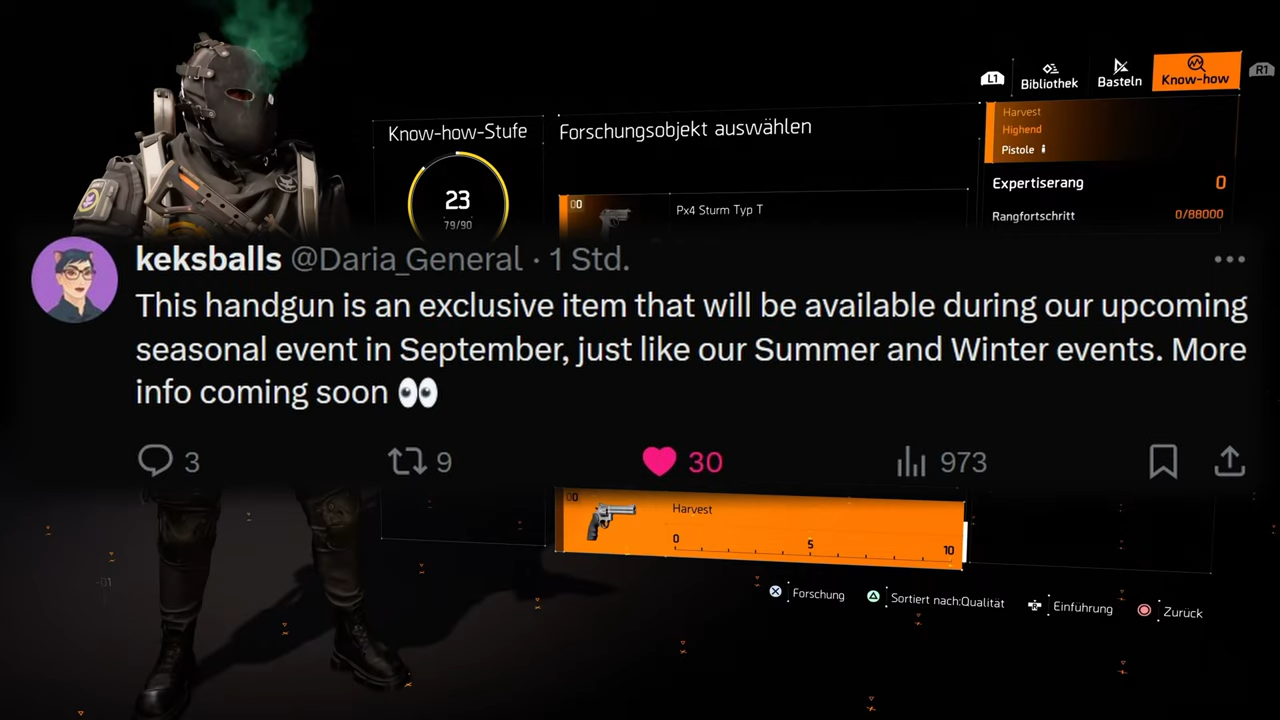 L1
Bibliothek
Basteln
Know-how
R1
Know-how-Stufe
23
79/90
Forschungsobjekt auswählen
00
Px4 Sturm Typ T
Harvest
Highend
Pistole
Expertiserang
0
Rangfortschritt
0/88000
keksballs @Daria_General · 1 Std.
This handgun is an exclusive item that will be available during our upcoming
seasonal event in September, just like our Summer and Winter events. More
info coming soon 👀
3
9
30
973
00
Harvest
0
5
10
-01
Forschung
Sortiert nach:Qualität
Einführung
Zurück